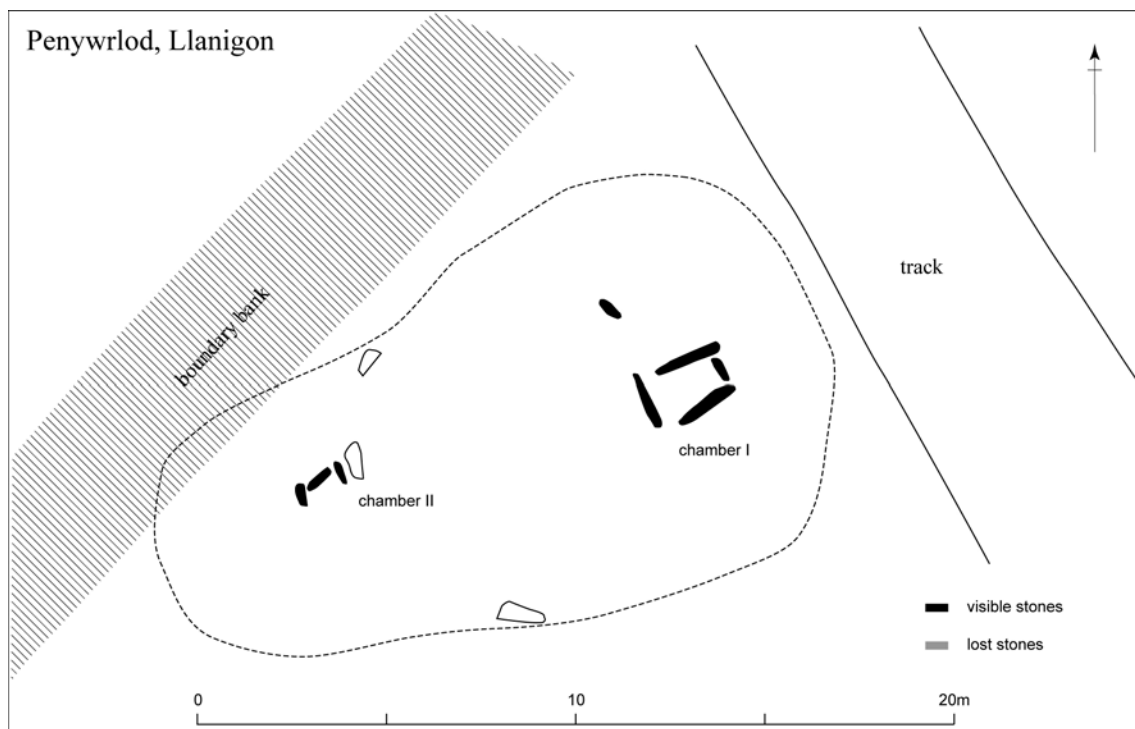 Penywrlod, Llanigon
boundary bank
track
chamber I
chamber II
visible stones
lost stones
0 10 20m